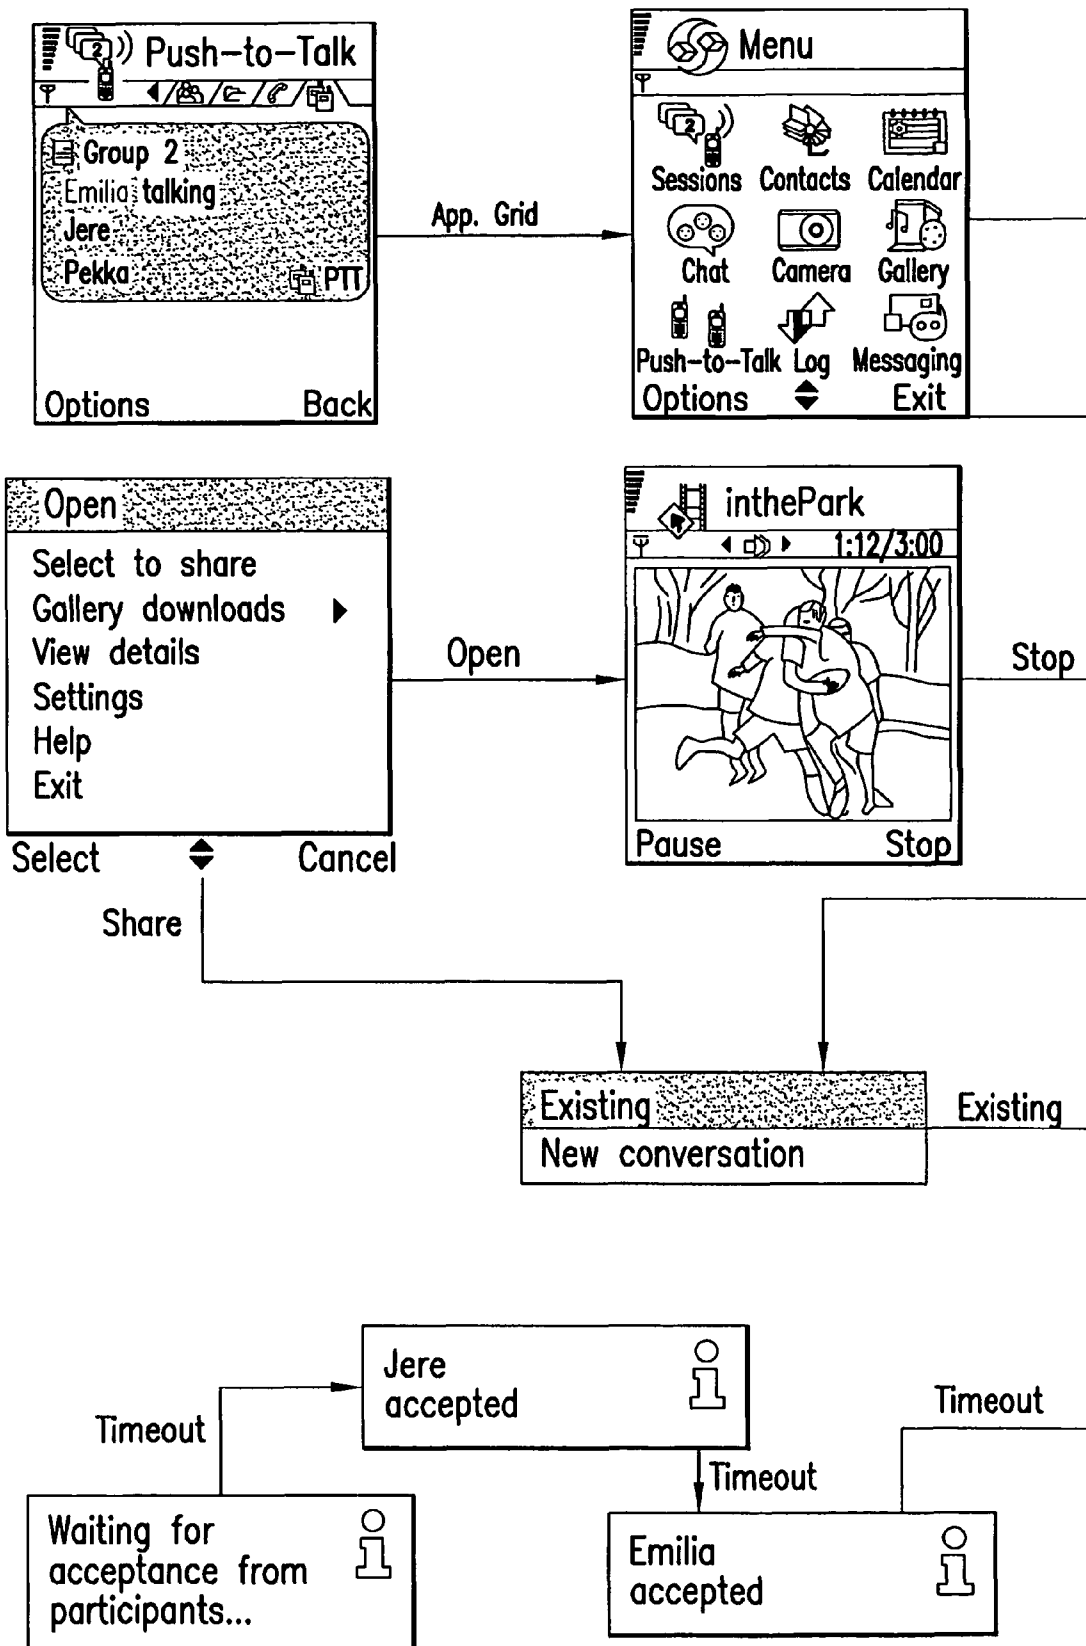 2 Push-to-Talk
Group 2
Emilia talking
Jere
Pekka
PTT
Options Back
App. Grid
Menu
2
Sessions Contacts Calendar
Chat Camera Gallery
Push-to-Talk Log Messaging
Options Exit
Open
Select to share
Gallery downloads
View details
Settings
Help
Exit
Select Cancel
Open
inthePark
1:12/3:00
Pause Stop
Stop
Share
Existing
New conversation
Existing
Jere
accepted
Timeout
Timeout
Timeout
Waiting for
acceptance from
participants...
Emilia
accepted